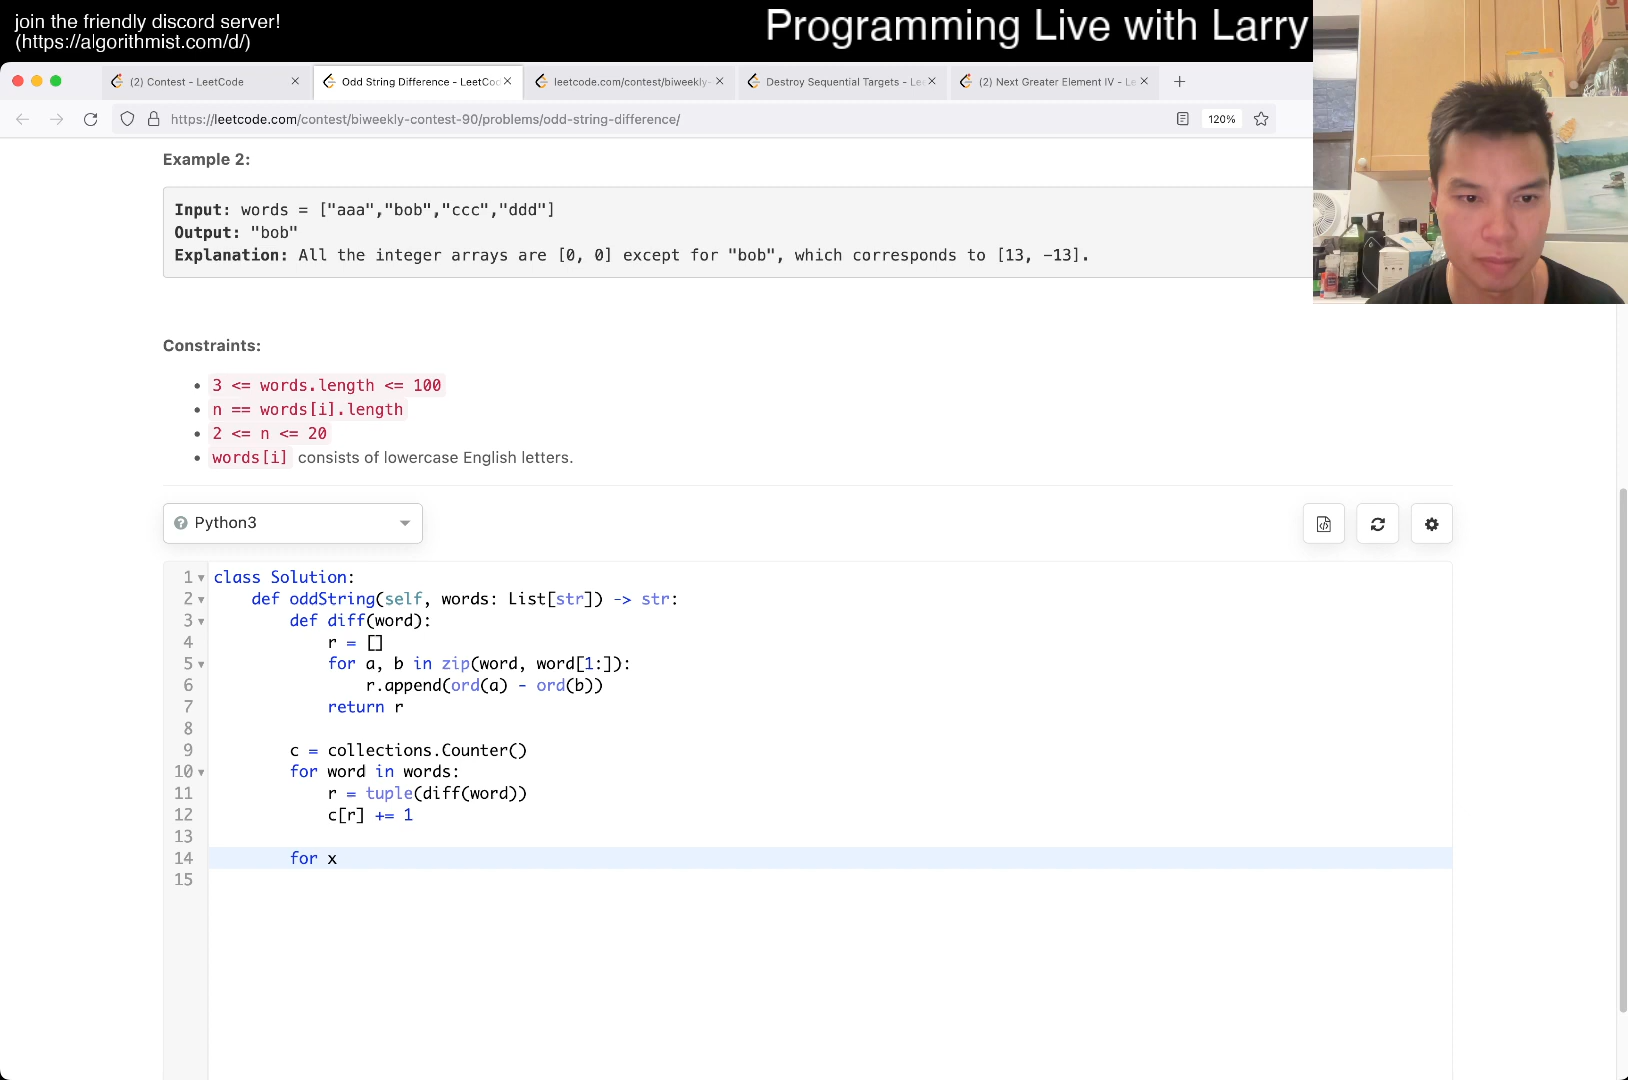 join the friendly discord server!
(https://algorithmist.com/d/)
Programming Live with Larry
(2) Contest - LeetCode
Odd String Difference - LeetCoo
leetcode.com/contest/biweekly-
Destroy Sequential Targets - Lee
(2) Next Greater Element IV - Le
https://leetcode.com/contest/biweekly-contest-90/problems/odd-string-difference/
120%
Example 2:
Input: words = ["aaa","bob","ccc","ddd"]
Output: "bob"
Explanation: All the integer arrays are [0, 0] except for "bob", which corresponds to [13, -13].
Constraints:
3 <= words.length <= 100
n == words[i].length
2 <= n <= 20
words[i] consists of lowercase English letters.
Python3
1 class Solution:
2 def oddString(self, words: List[str]) -> str:
3 def diff(word):
4 r = []
5 for a, b in zip(word, word[1:]):
6 r.append(ord(a) - ord(b))
7 return r
8
9 c = collections.Counter()
10 for word in words:
11 r = tuple(diff(word))
12 c[r] += 1
13
14 for x
15